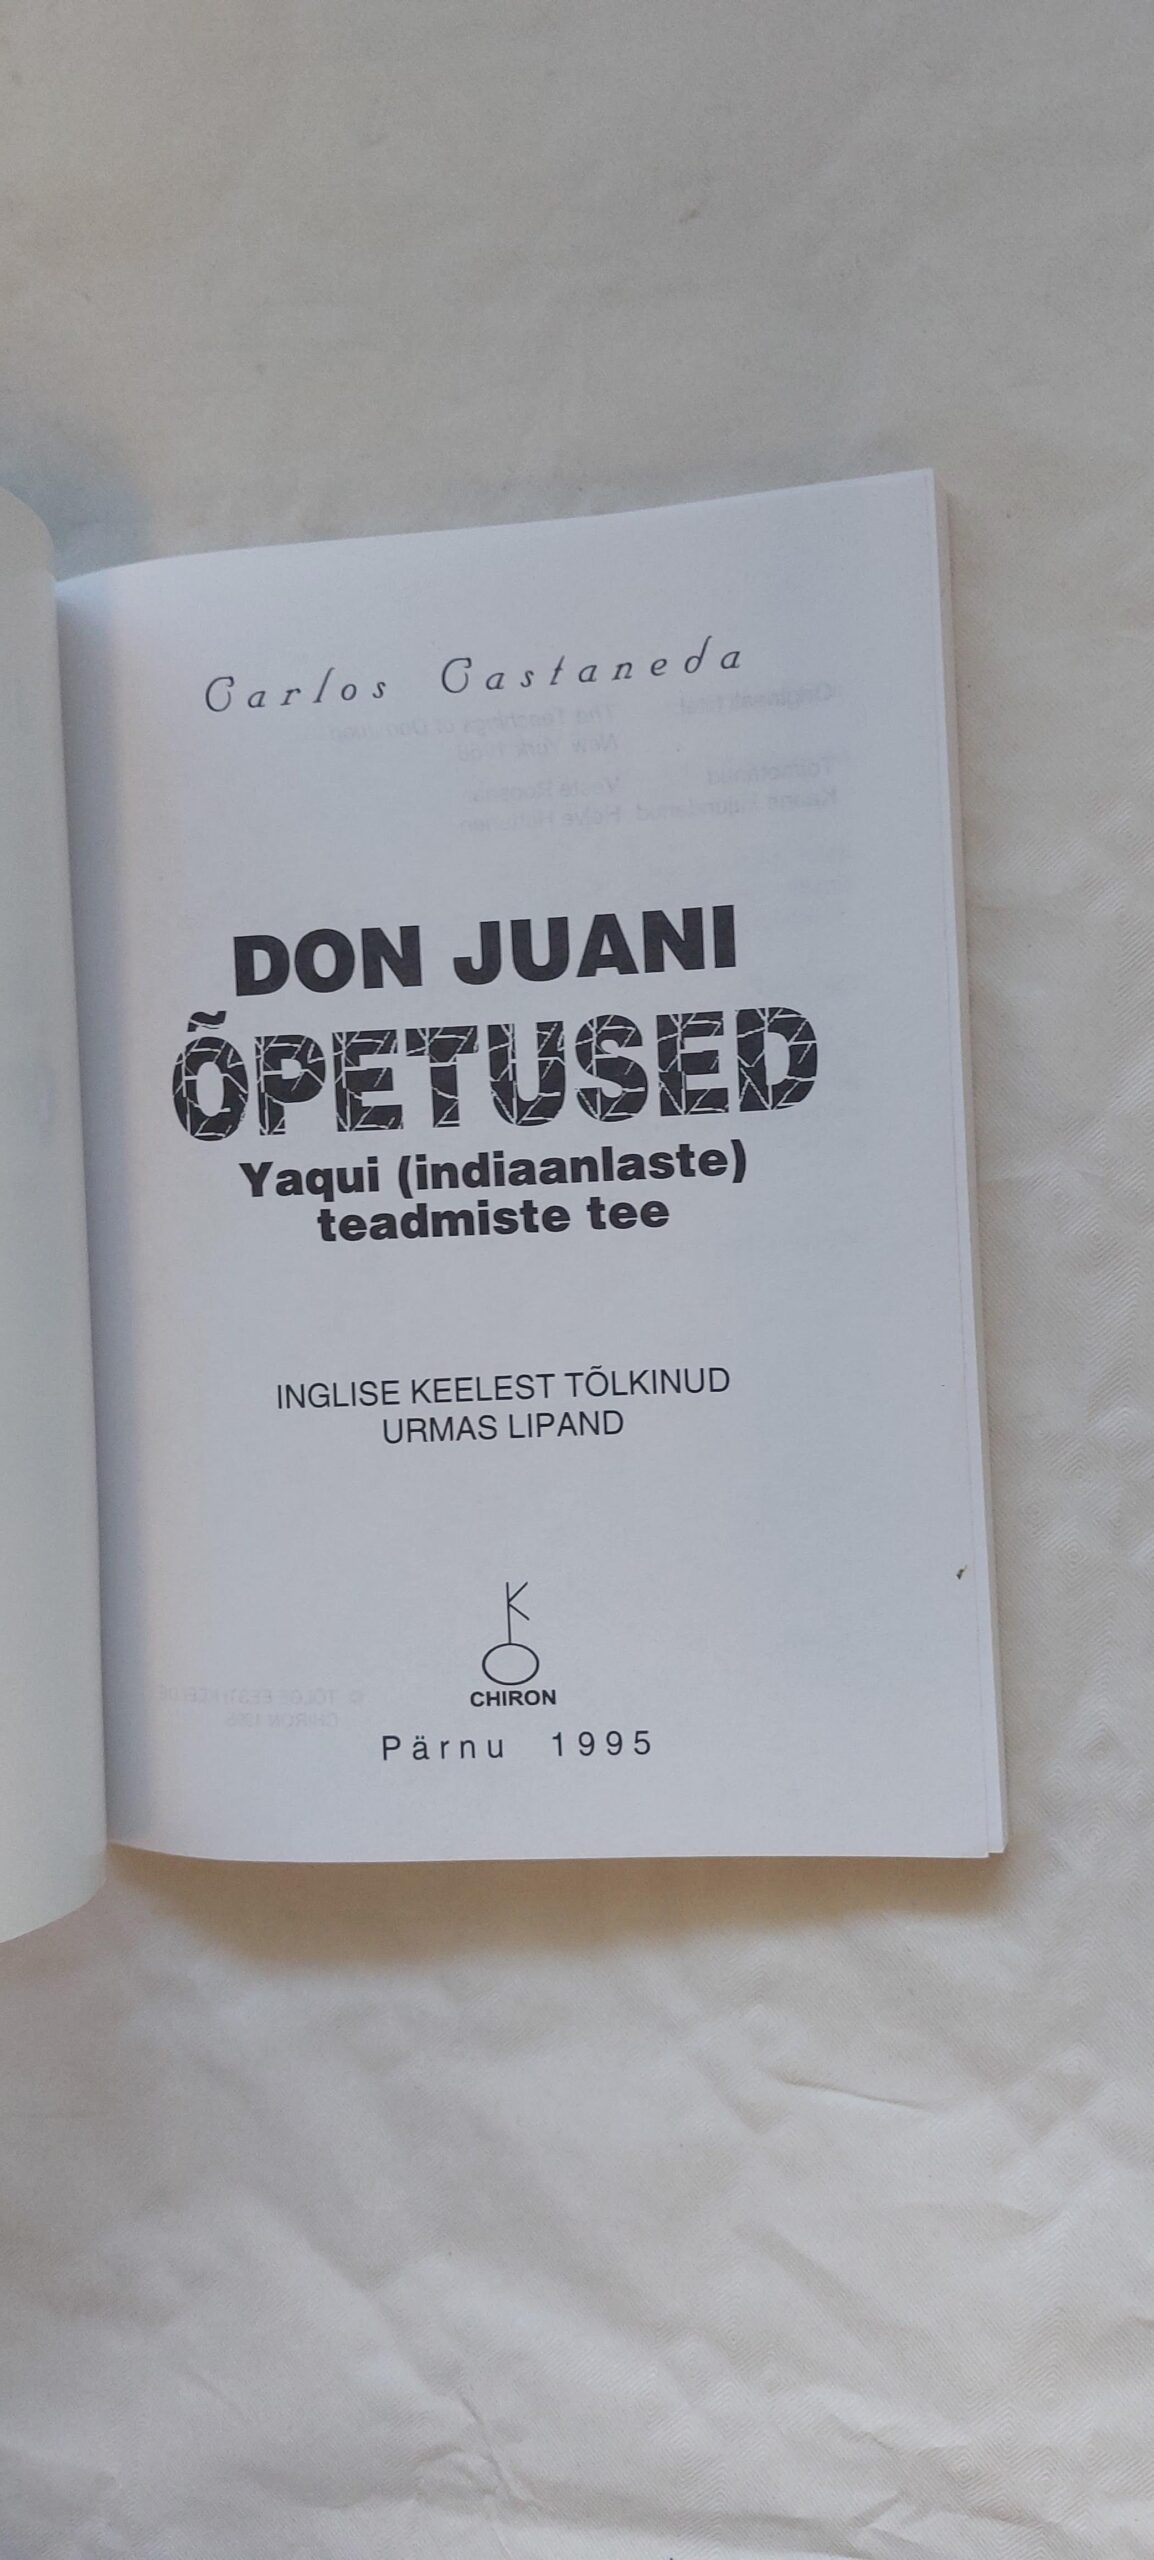 Carlos Castaneda
DON JUANI
ÕPETUSED
Yaqui (indiaanlaste)
teadmiste tee
INGLISE KEELEST TÕLKINUD
URMAS LIPAND
CHIRON
Pärnu 1995